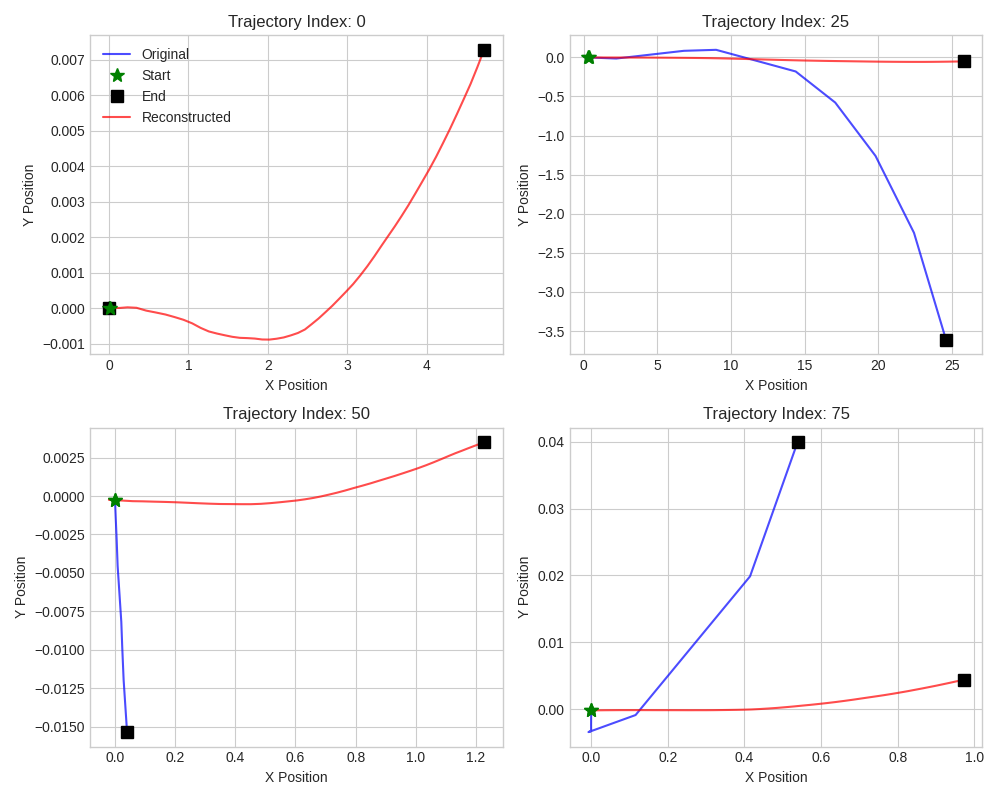 Trajectory Index: 0
Original
Start
End
Reconstructed
0.007
0.006
0.005
0.004
0.003
0.002
0.001
0.000
−0.001
Y Position
0 1 2 3 4
X Position
Trajectory Index: 25
0.0
−0.5
−1.0
−1.5
−2.0
−2.5
−3.0
−3.5
Y Position
0 5 10 15 20 25
X Position
Trajectory Index: 50
0.0025
0.0000
−0.0025
−0.0050
−0.0075
−0.0100
−0.0125
−0.0150
Y Position
0.0 0.2 0.4 0.6 0.8 1.0 1.2
X Position
Trajectory Index: 75
0.04
0.03
0.02
0.01
0.00
Y Position
0.0 0.2 0.4 0.6 0.8 1.0
X Position